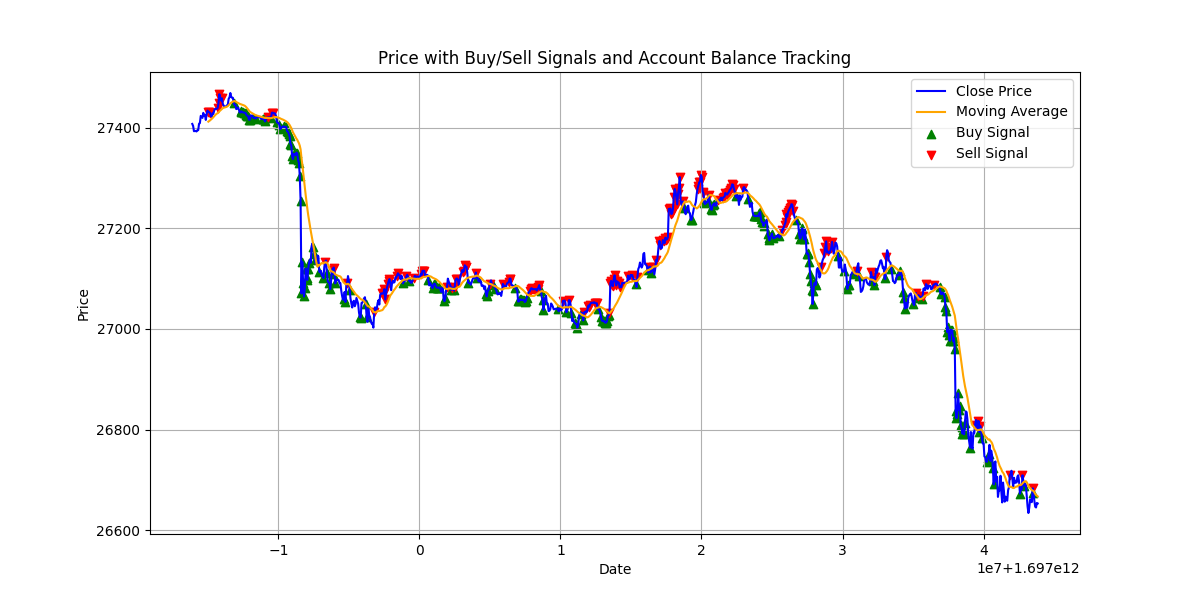 Price with Buy/Sell Signals and Account Balance Tracking
Close Price
Moving Average
Buy Signal
Sell Signal
Price
27400
27200
27000
26800
26600
−1
0
1
2
3
4
1e7+1.697e12
Date